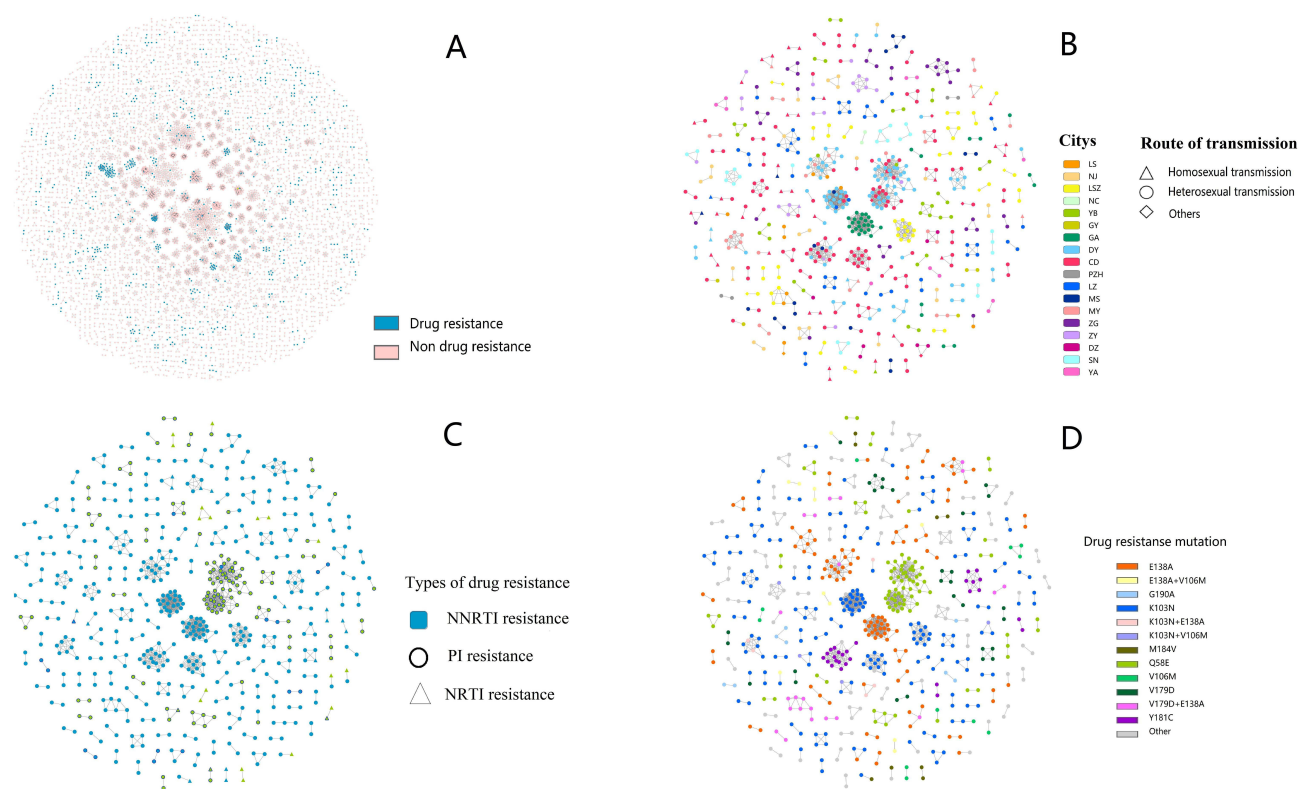 A
Drug resistance
Non drug resistance
B
Citys
LS
NJ
LSZ
NC
YB
GY
GA
DY
CD
PZH
LZ
MS
MY
ZG
ZY
DZ
SN
YA
Route of transmission
Homosexual transmission
Heterosexual transmission
Others
C
Types of drug resistance
NNRTI resistance
PI resistance
NRTI resistance
D
Drug resistanse mutation
E138A
E138A+V106M
G190A
K103N
K103N+E138A
K103N+V106M
M184V
Q58E
V106M
V179D
V179D+E138A
Y181C
Other